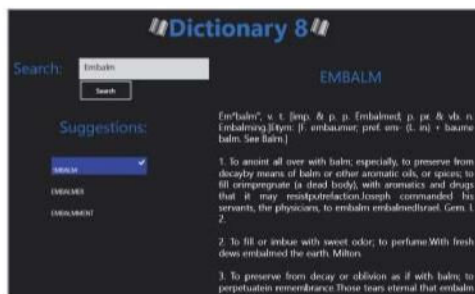 Dictionary 8
Search:
Embalm
Search
Suggestions:
EMBALM
EMBALMER
EMBALMMENT
EMBALM
Em*balm", v. t. [imp. & p. p. Embalmed; p. pr. & vb. n.
Embalming.]Etym: [F. embaumer; pref. em- (L. in) + baume
balm. See Balm.]
1. To anoint all over with balm; especially, to preserve from
decayby means of balm or other aromatic oils, or spices; to
fill orimpregnate (a dead body), with aromatics and drugs
that it may resistputrefaction.Joseph commanded his
servants, the physicians, to embalm embalmedIsrael. Gem. l.
2.
2. To fill or imbue with sweet odor; to perfume.With fresh
dews embalmed the earth. Milton.
3. To preserve from decay or oblivion as if with balm; to
perpetuatein remembrance.Those tears eternal that embalm